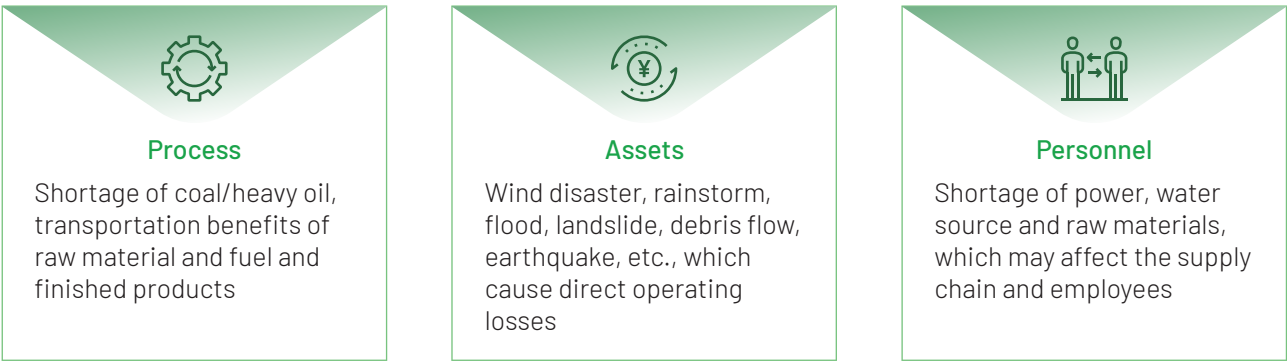 Process
Shortage of coal/heavy oil,
transportation benefits of
raw material and fuel and
finished products
¥
Assets
Wind disaster, rainstorm,
flood, landslide, debris flow,
earthquake, etc., which
cause direct operating
losses
Personnel
Shortage of power, water
source and raw materials,
which may affect the supply
chain and employees